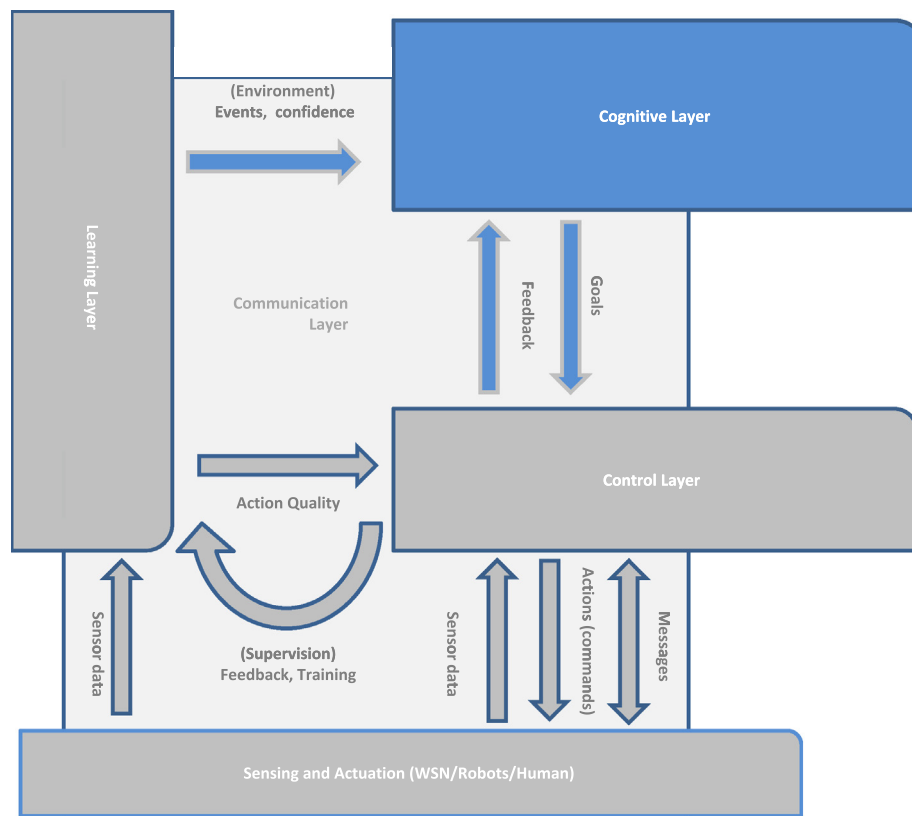 (Environment)
Events, confidence
Cognitive Layer
Learning Layer
Communication
Layer
Feedback
Goals
Action Quality
Control Layer
Sensor data
(Supervision)
Feedback, Training
Sensor data
Actions (commands)
Messages
Sensing and Actuation (WSN/Robots/Human)